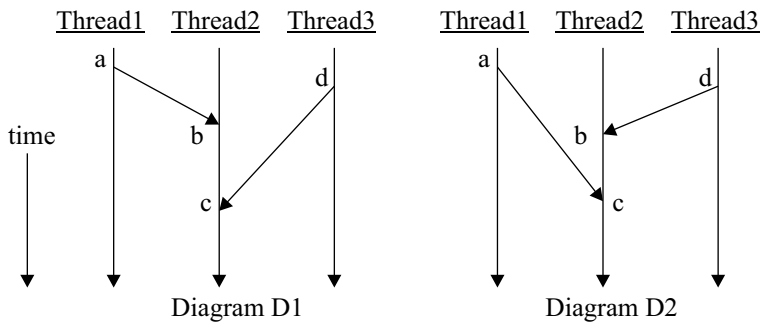 Thread1 Thread2 Thread3 Thread1 Thread2 Thread3
a a
d d
b b
time
c c
Diagram D1 Diagram D2